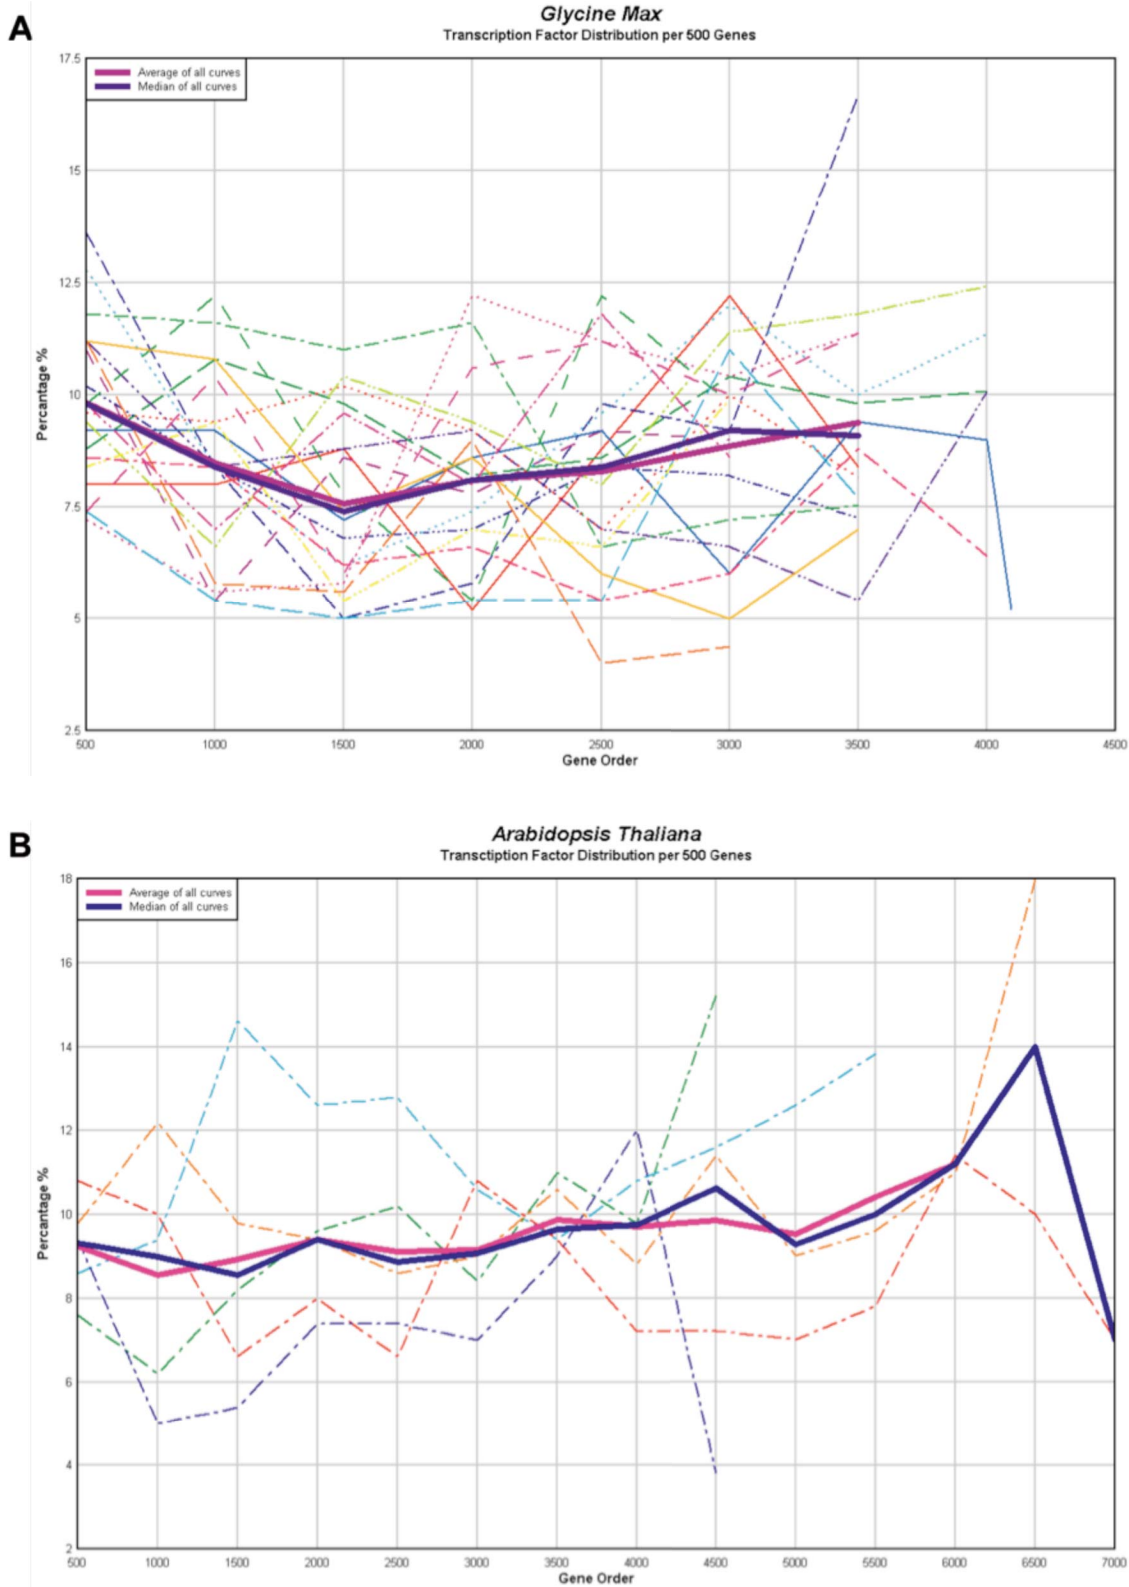 A
Glycine Max
Transcription Factor Distribution per 500 Genes
Average of all curves
Median of all curves
17.5
15
12.5
10
7.5
5
2.5
Percantage %
500 1000 1500 2000 2500 3000 3500 4000 4500
Gene Order
B
Arabidopsis Thaliana
Transctiption Factor Distribution per 500 Genes
Average of all curves
Median of all curves
18
16
14
12
10
8
6
4
2
Percantage %
500 1000 1500 2000 2500 3000 3500 4000 4500 5000 5500 6000 6500 7000
Gene Order